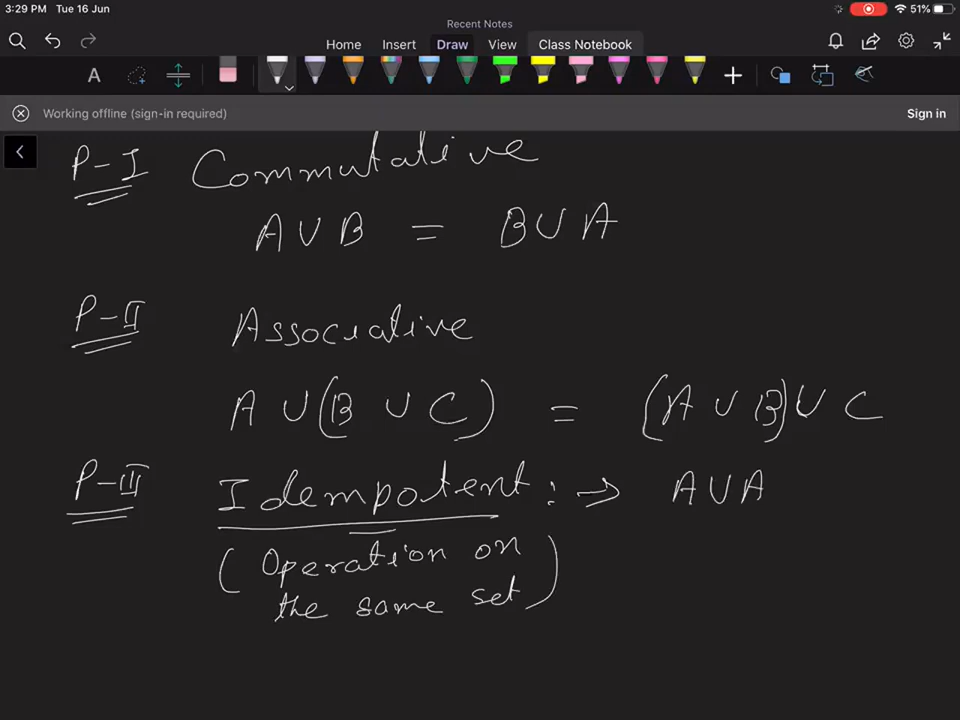 3:29 PM Tue 16 Jun
51%
Recent Notes
Home Insert Draw View Class Notebook
A
Working offline (sign-in required) Sign in
P-I Commutative
A ∪ B = B ∪ A
P-II Associative
A ∪ (B ∪ C) = (A ∪ B) ∪ C
P-III Idempotent : → A ∪ A
(Operation on
the same set)